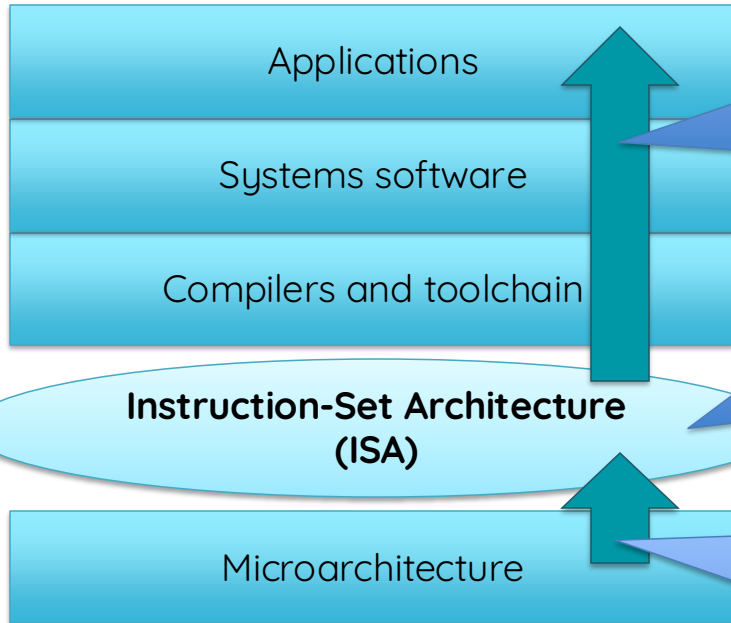 Applications
Systems software
Compilers and toolchain
Instruction-Set Architecture
(ISA)
Microarchitecture